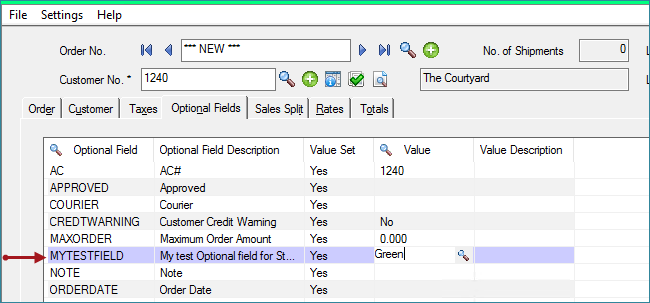 File Settings Help
Order No. *** NEW *** No. of Shipments 0 L
Customer No. * 1240 The Courtyard L
Order Customer Taxes Optional Fields Sales Split Rates Totals
Optional Field Optional Field Description Value Set Value Value Description
AC AC# Yes 1240
APPROVED Approved Yes
COURIER Courier Yes
CREDTWARNING Customer Credit Warning Yes No
MAXORDER Maximum Order Amount Yes 0.000
MYTESTFIELD My test Optional field for St... Yes Green
NOTE Note Yes
ORDERDATE Order Date Yes